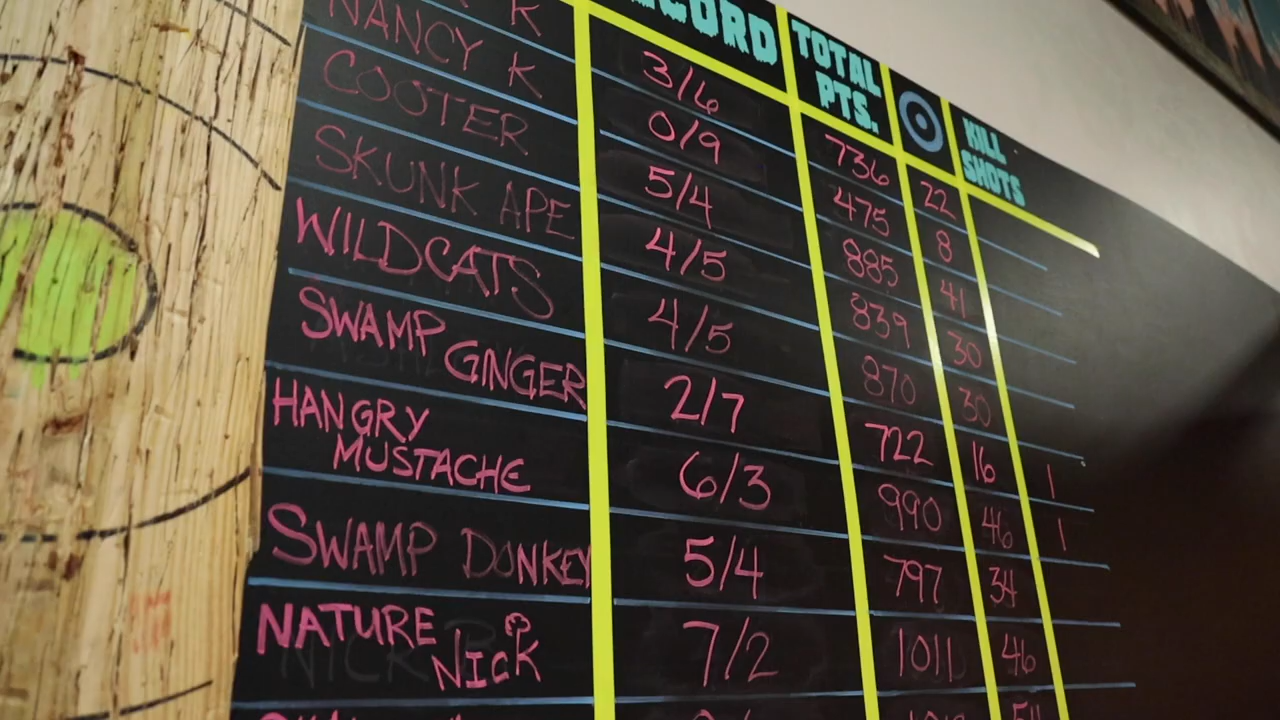 TOTAL PTS.
KILL SHOTS
K 3/6 736 22
NANCY K 0/9 475 8
COOTER 5/4 885 41
SKUNK APE 4/5 839 30
WILDCATS 4/5 870 30
SWAMP GINGER 2/7 722 16 1
HANGRY MUSTACHE 6/3 990 46 1
SWAMP DONKEY 5/4 797 34
NATURE NICK 7/2 1011 46